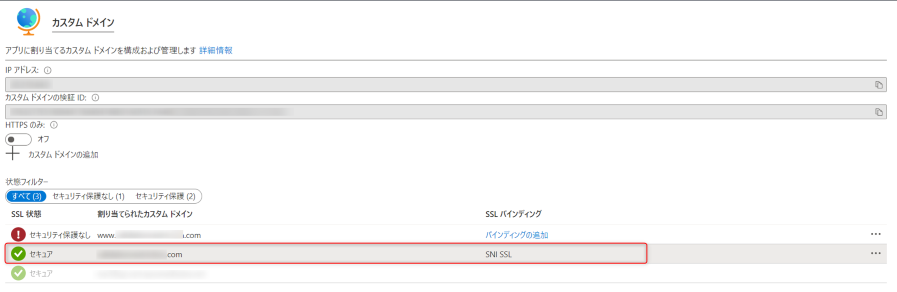 カスタム ドメイン
アプリに割り当てるカスタム ドメインを構成および管理します 詳細情報
IP アドレス:
カスタム ドメインの検証 ID:
HTTPS のみ:
オフ
カスタム ドメインの追加
状態フィルター
すべて (3) セキュリティ保護なし (1) セキュリティ保護 (2)
SSL 状態 割り当てられたカスタム ドメイン SSL バインディング
セキュリティ保護なし www. .com バインディングの追加
セキュア .com SNI SSL
セキュア